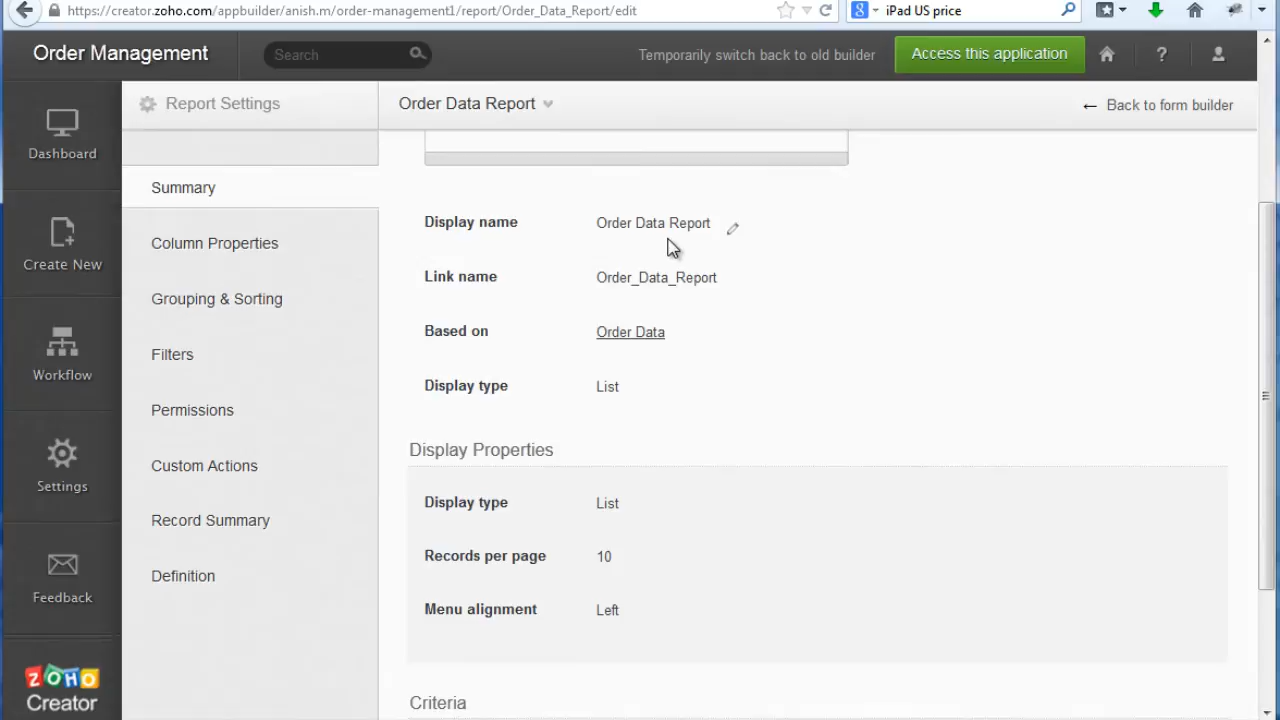 https://creator.zoho.com/appbuilder/anish.m/order-management1/report/Order_Data_Report/edit
iPad US price
Order Management
Search
Temporarily switch back to old builder
Access this application
?
Report Settings
Order Data Report
← Back to form builder
Dashboard
Create New
Workflow
Settings
Feedback
ZOHO
Creator
Summary
Column Properties
Grouping & Sorting
Filters
Permissions
Custom Actions
Record Summary
Definition
Display name Order Data Report
Link name Order_Data_Report
Based on Order Data
Display type List
Display Properties
Display type List
Records per page 10
Menu alignment Left
Criteria